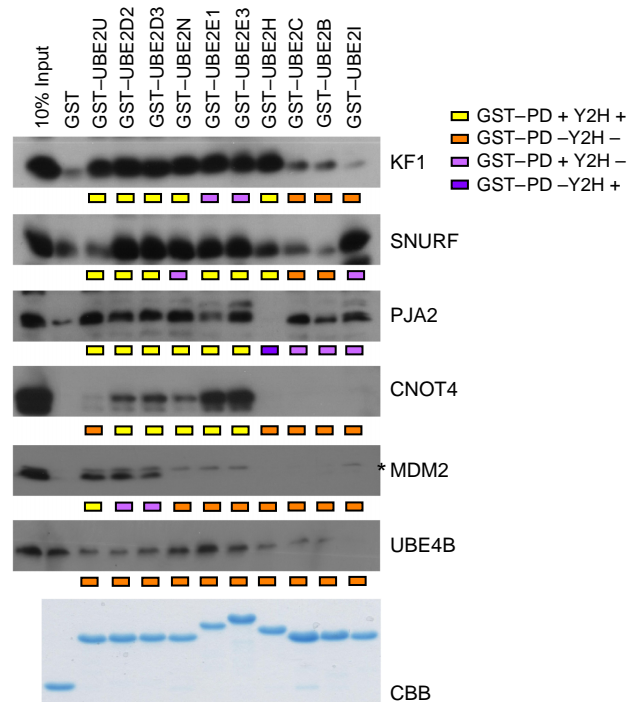 10% Input
GST
GST–UBE2U
GST–UBE2D2
GST–UBE2D3
GST–UBE2N
GST–UBE2E1
GST–UBE2E3
GST–UBE2H
GST–UBE2C
GST–UBE2B
GST–UBE2I
GST–PD + Y2H +
GST–PD –Y2H –
GST–PD + Y2H –
GST–PD –Y2H +
KF1
SNURF
PJA2
CNOT4
* MDM2
UBE4B
CBB